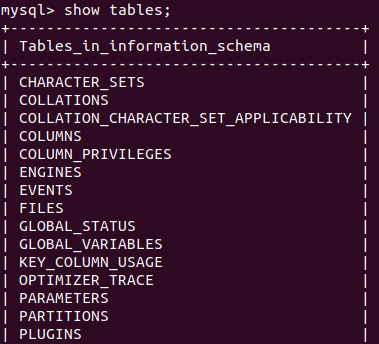 mysql> show tables;
+---------------------------------------+
| Tables_in_information_schema          |
+---------------------------------------+
| CHARACTER_SETS                        |
| COLLATIONS                            |
| COLLATION_CHARACTER_SET_APPLICABILITY |
| COLUMNS                               |
| COLUMN_PRIVILEGES                     |
| ENGINES                               |
| EVENTS                                |
| FILES                                 |
| GLOBAL_STATUS                         |
| GLOBAL_VARIABLES                      |
| KEY_COLUMN_USAGE                      |
| OPTIMIZER_TRACE                       |
| PARAMETERS                            |
| PARTITIONS                            |
| PLUGINS                               |